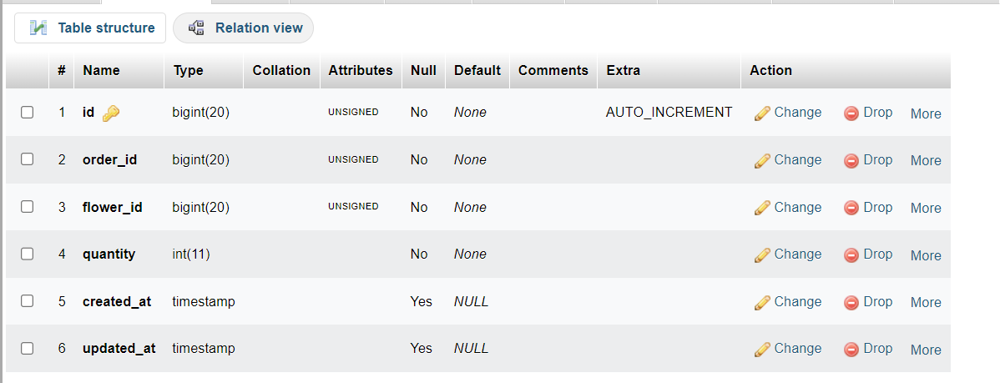 Table structure Relation view
# Name Type Collation Attributes Null Default Comments Extra Action
1 id bigint(20) UNSIGNED No None AUTO_INCREMENT Change Drop More
2 order_id bigint(20) UNSIGNED No None Change Drop More
3 flower_id bigint(20) UNSIGNED No None Change Drop More
4 quantity int(11) No None Change Drop More
5 created_at timestamp Yes NULL Change Drop More
6 updated_at timestamp Yes NULL Change Drop More